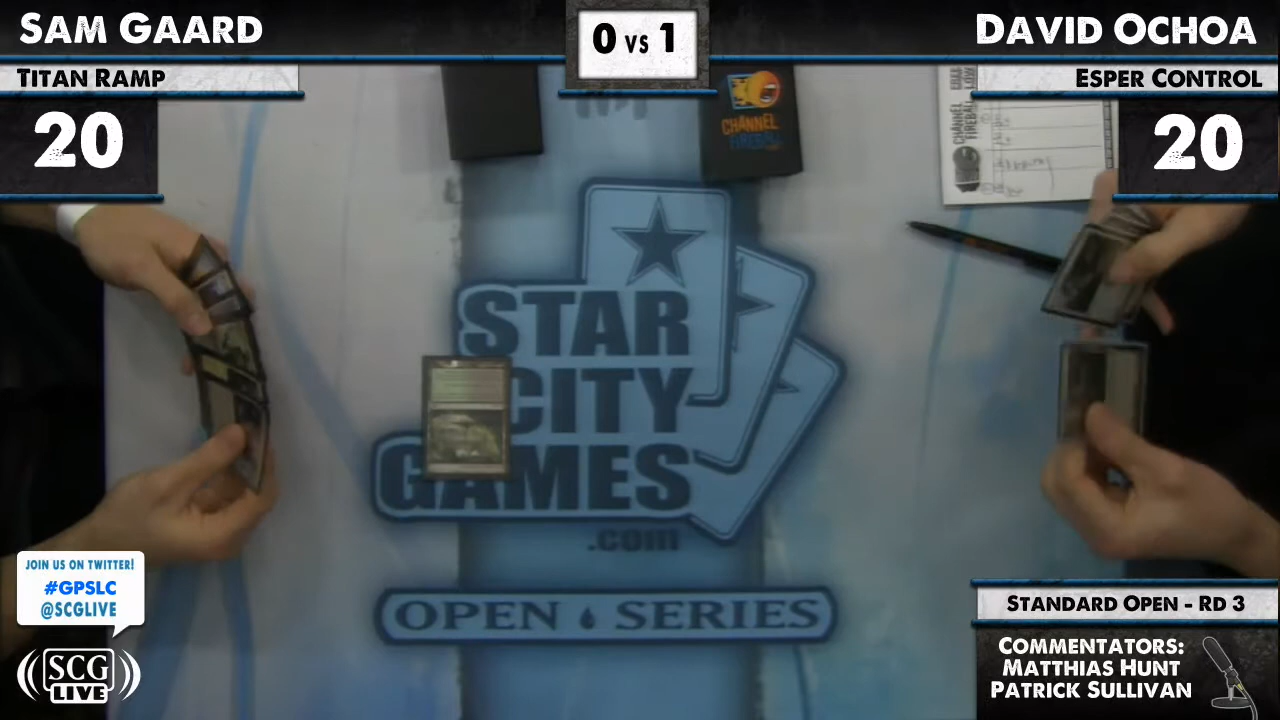 SAM GAARD
0 VS 1
DAVID OCHOA
TITAN RAMP
ESPER CONTROL
20
20
CHANNEL
FIREBALL
CHANNEL
FIREBALL
STAR
CITY
GAMES
.com
OPEN SERIES
JOIN US ON TWITTER!
#GPSLC
@SCGLIVE
SCG
LIVE
STANDARD OPEN - RD 3
COMMENTATORS:
MATTHIAS HUNT
PATRICK SULLIVAN